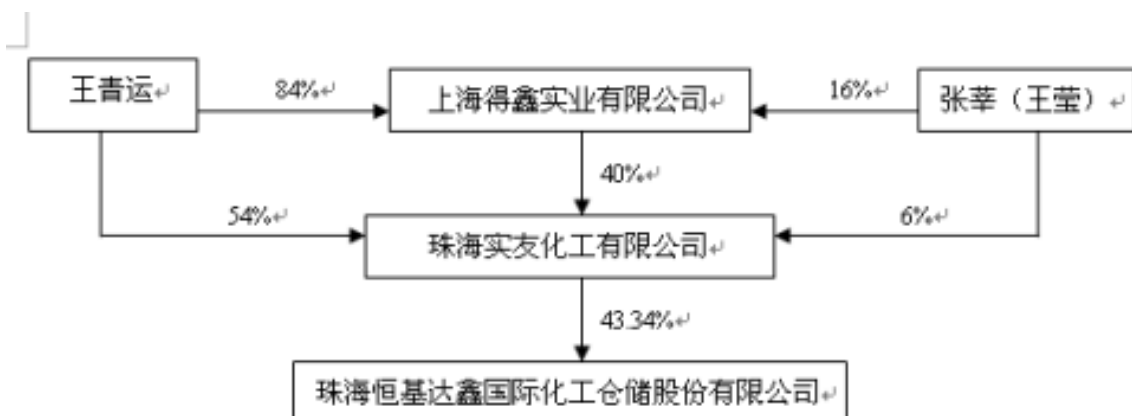 王青运
84%
上海得鑫实业有限公司
16%
张莘（王莹）
40%
54%
6%
珠海实友化工有限公司
43.34%
珠海恒基达鑫国际化工仓储股份有限公司